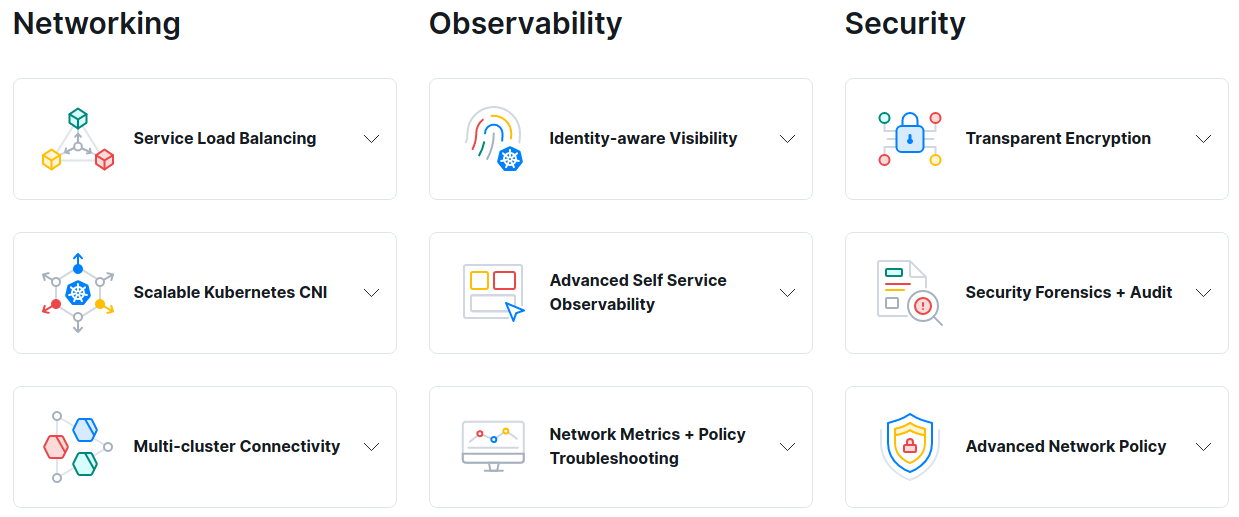 Networking
Service Load Balancing
Scalable Kubernetes CNI
Multi-cluster Connectivity
Observability
Identity-aware Visibility
Advanced Self Service
Observability
Network Metrics + Policy
Troubleshooting
Security
Transparent Encryption
Security Forensics + Audit
Advanced Network Policy